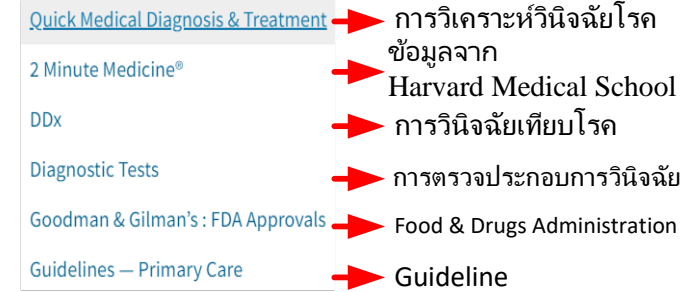 Quick Medical Diagnosis & Treatment
การวิเคราะห์วินิจฉัยโรค
2 Minute Medicine®
ข้อมูลจาก
Harvard Medical School
DDx
การวินิจฉัยเทียบโรค
Diagnostic Tests
การตรวจประกอบการวินิจฉัย
Goodman & Gilman's : FDA Approvals
Food & Drugs Administration
Guidelines — Primary Care
Guideline